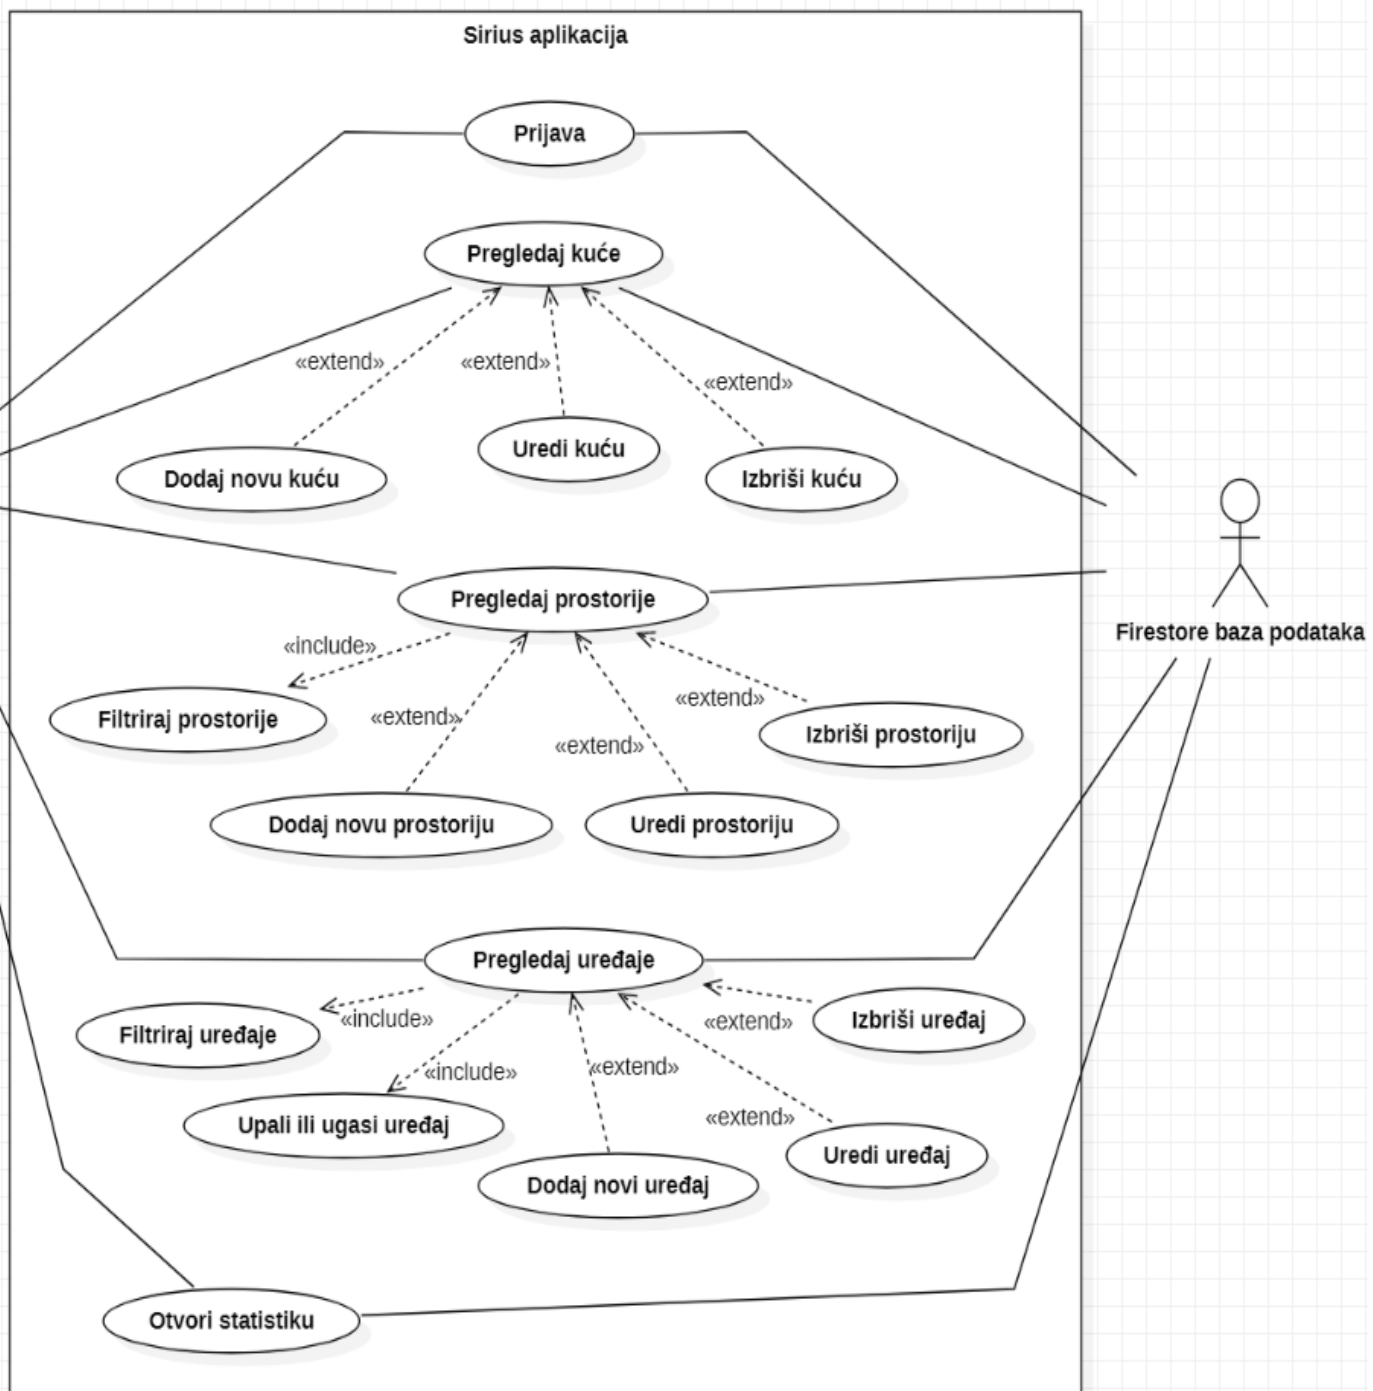 Sirius aplikacija
Prijava
Pregledaj kuće
«extend»
«extend»
«extend»
Dodaj novu kuću
Uredi kuću
Izbriši kuću
Pregledaj prostorije
Firestore baza podataka
«include»
«extend»
«extend»
«extend»
Filtriraj prostorije
Izbriši prostoriju
Dodaj novu prostoriju
Uredi prostoriju
Pregledaj uređaje
«include»
«extend»
Izbriši uređaj
Filtriraj uređaje
«include»
«extend»
«extend»
Upali ili ugasi uređaj
Uredi uređaj
Dodaj novi uređaj
Otvori statistiku